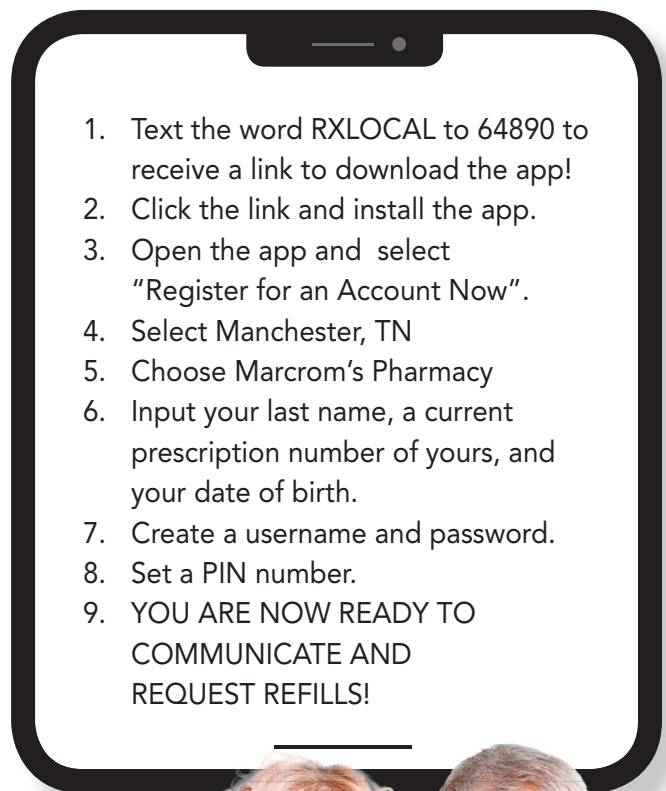 1. Text the word RXLOCAL to 64890 to
receive a link to download the app!
2. Click the link and install the app.
3. Open the app and  select
“Register for an Account Now”.
4. Select Manchester, TN
5. Choose Marcrom’s Pharmacy
6. Input your last name, a current
prescription number of yours, and
your date of birth.
7. Create a username and password.
8. Set a PIN number.
9. YOU ARE NOW READY TO
COMMUNICATE AND
REQUEST REFILLS!